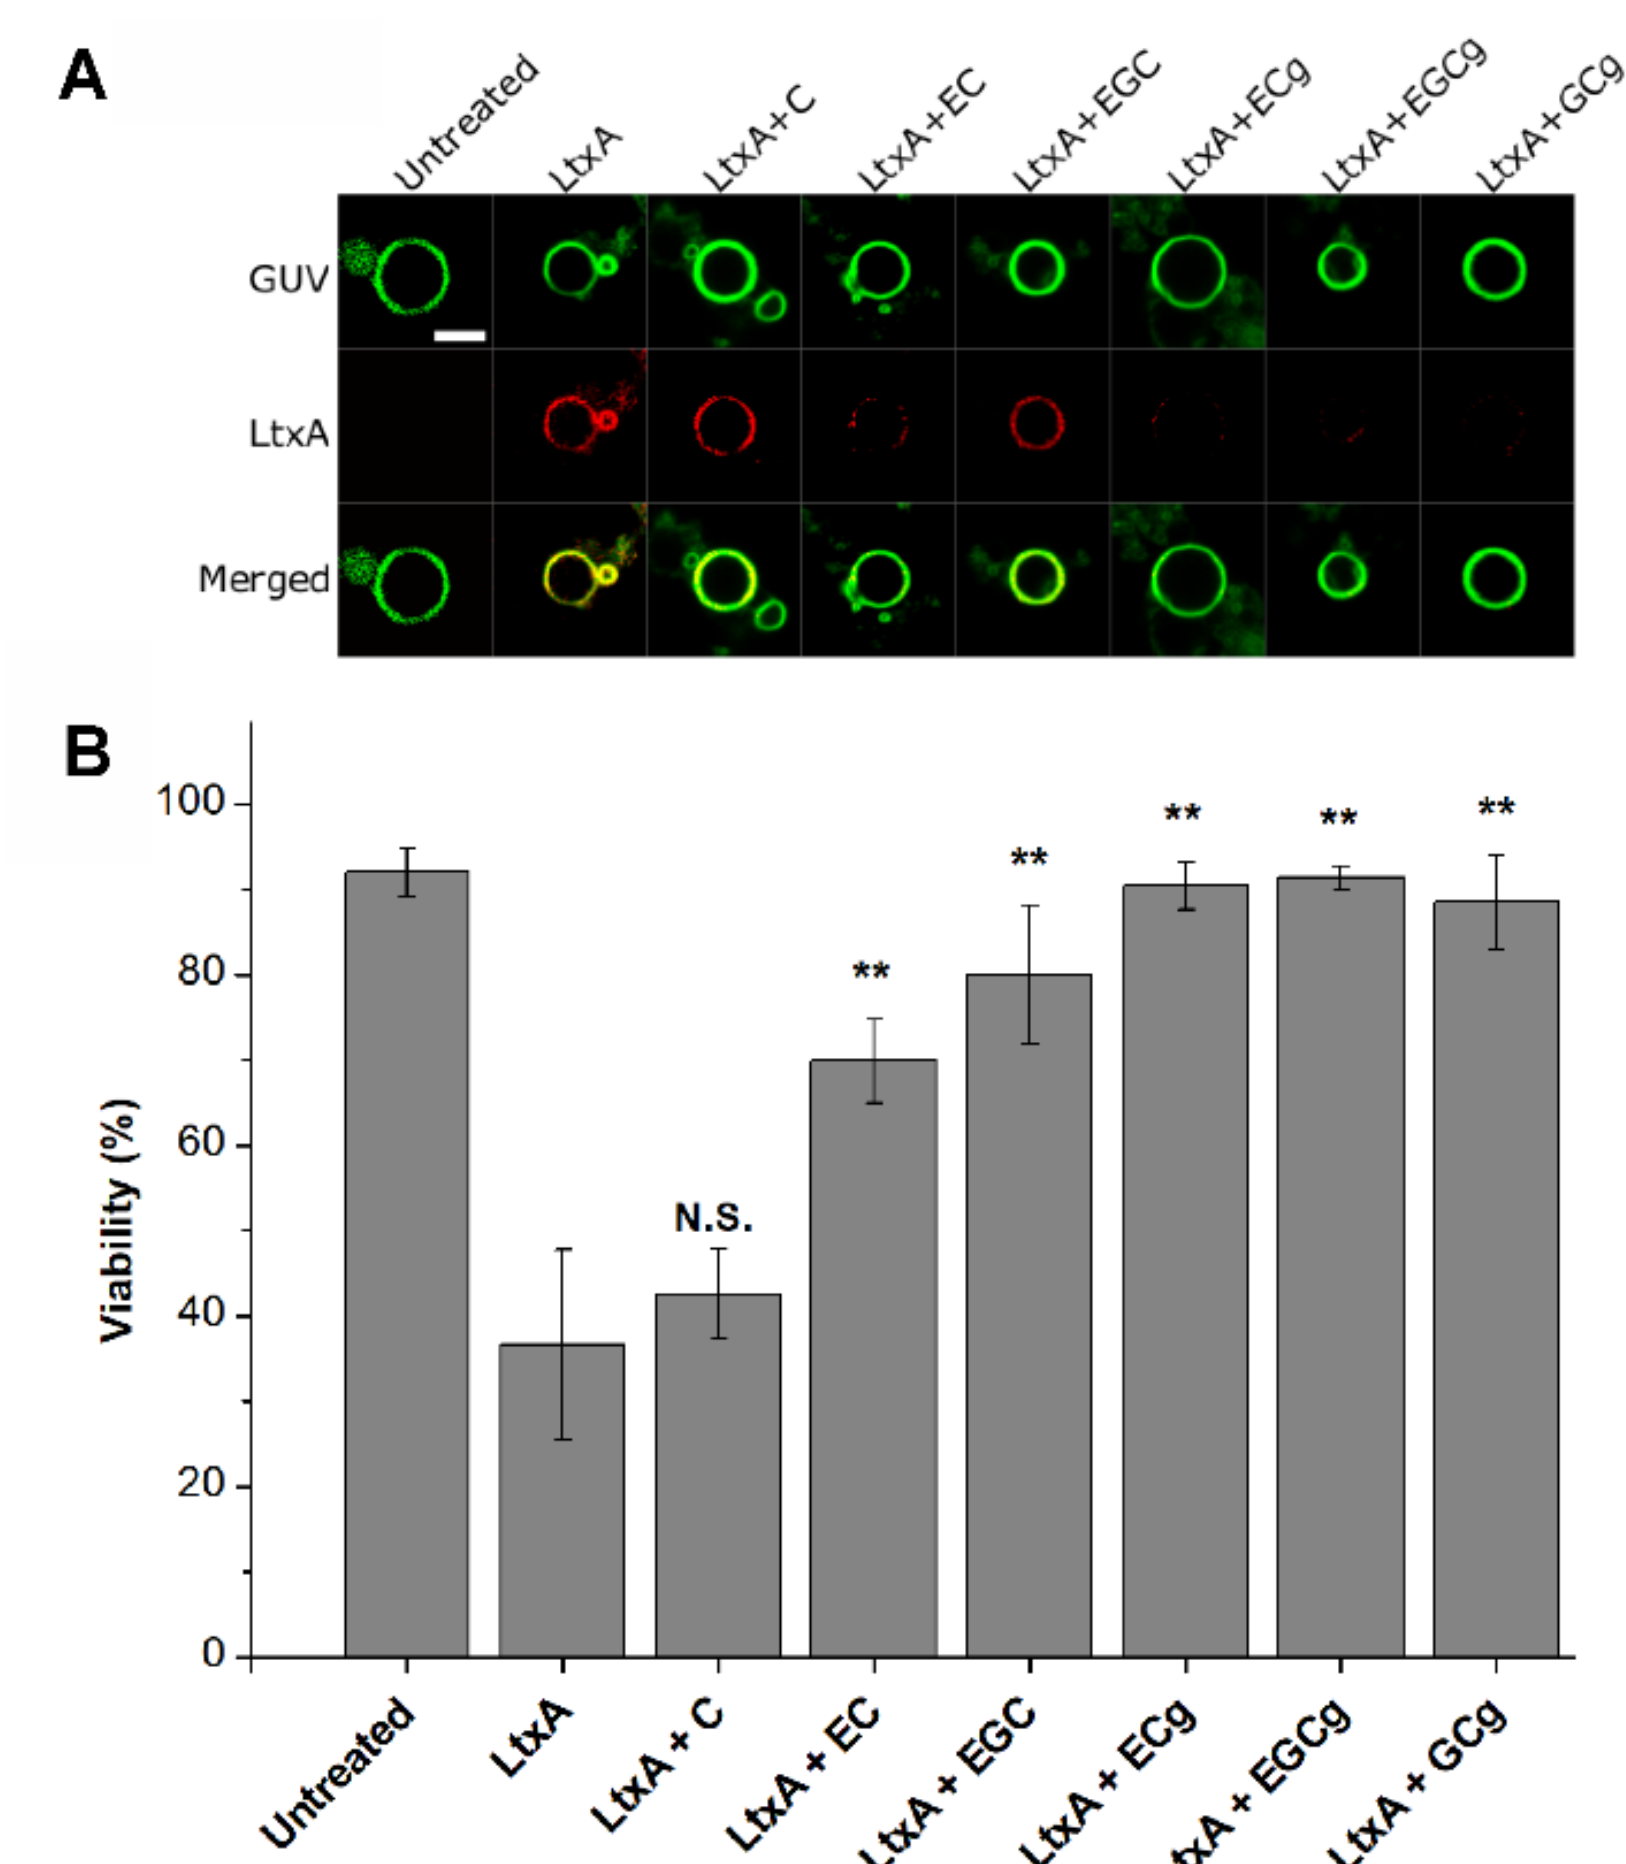 A
Untreated
LtxA
LtxA+C
LtxA+EC
LtxA+EGC
LtxA+ECg
LtxA+EGCg
LtxA+GCg
GUV
LtxA
Merged
B
100
80
60
40
20
0
Viability (%)
N.S.
**
**
**
**
**
Untreated
LtxA
LtxA + C
LtxA + EC
LtxA + EGC
LtxA + ECg
txA + EGCg
LtxA + GCg